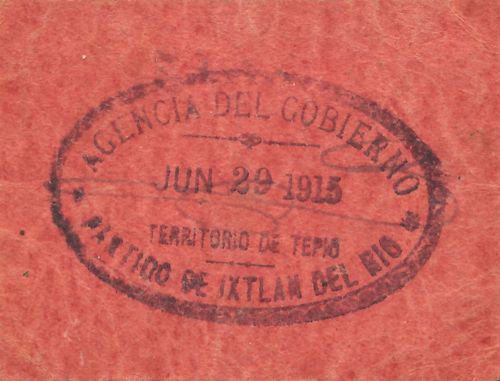 AGENCIA DEL GOBIERNO
JUN 29 1915
TERRITORIO DE TEPIC
PARTIDO DE IXTLAN DEL RIO